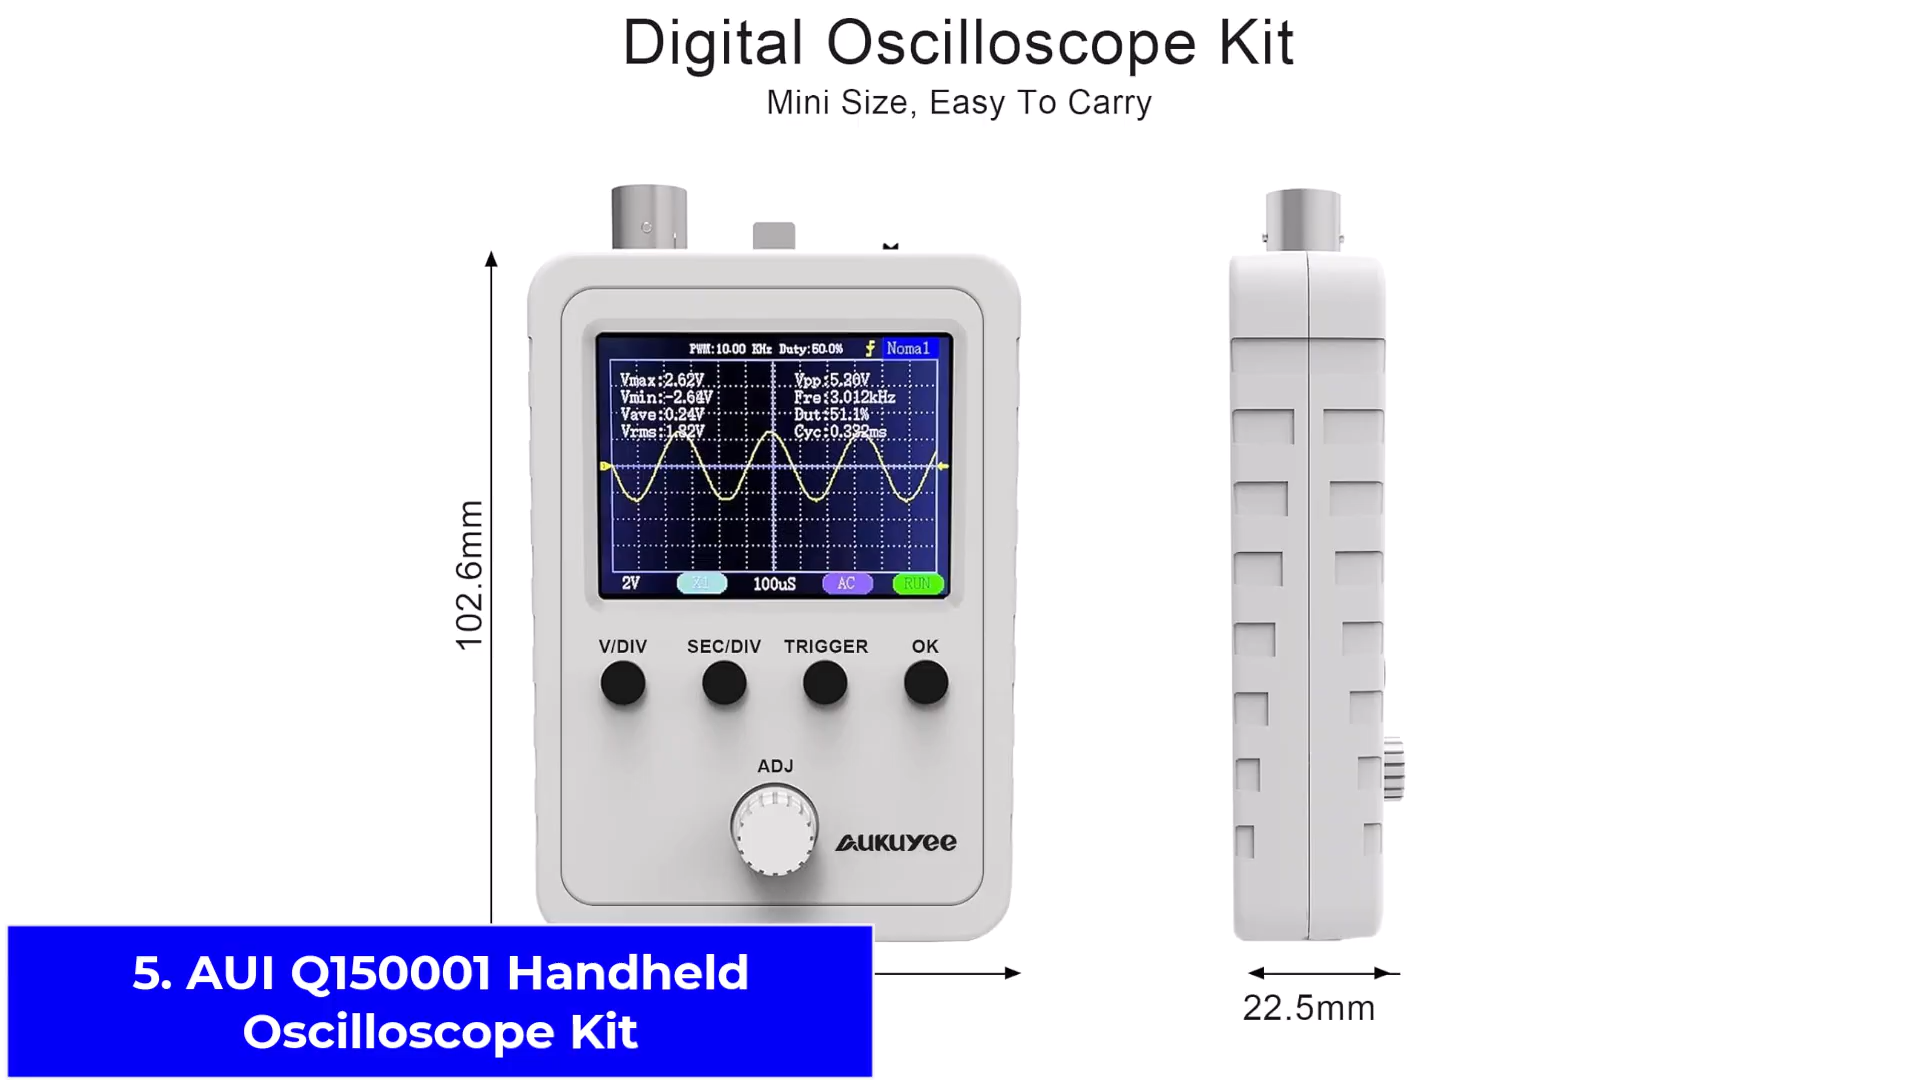 Digital Oscilloscope Kit
Mini Size, Easy To Carry
PWM:10.00 KHz Duty:50.0% Noma1
Vmax:2.62V Vpp:5.20V
Vmin:-2.64V Fre:3.012kHz
Vave:0.24V Dut:51.1%
Vrms:1.82V Cyc:0.332ms
2V X1 100uS AC RUN
102.6mm
V/DIV SEC/DIV TRIGGER OK
ADJ
AUKUYEE
22.5mm
5. AUI Q150001 Handheld
Oscilloscope Kit